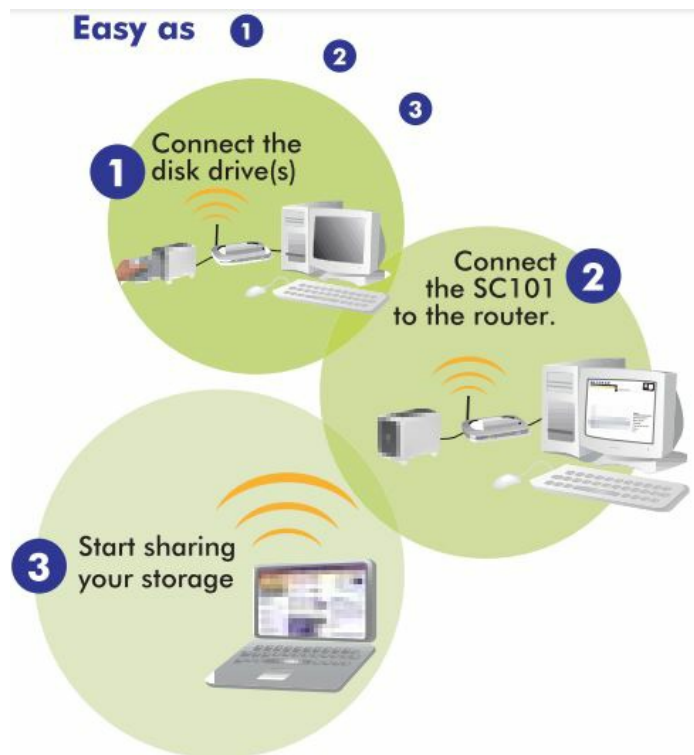 Easy as 1
2
3
1 Connect the
disk drive(s)
Connect 2
the SC101
to the router.
3 Start sharing
your storage